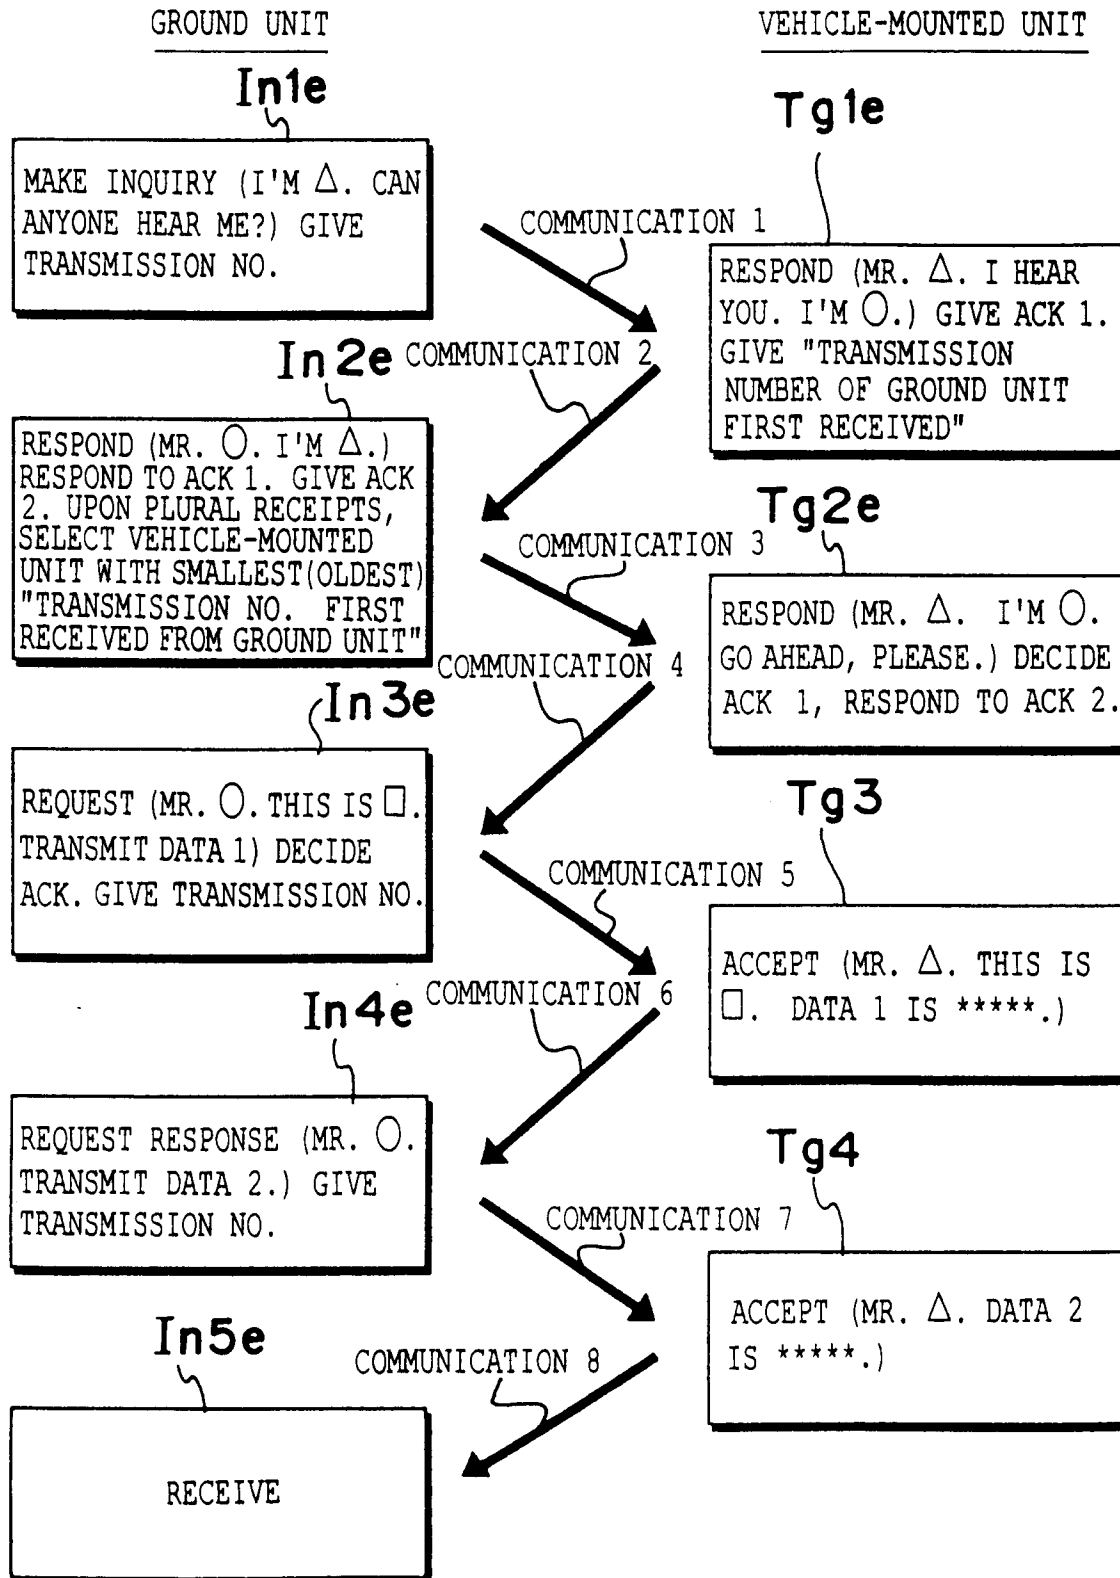 GROUND UNIT
VEHICLE-MOUNTED UNIT
In1e
MAKE INQUIRY (I'M △. CAN
ANYONE HEAR ME?) GIVE
TRANSMISSION NO.
COMMUNICATION 1
Tg1e
RESPOND (MR. △. I HEAR
YOU. I'M ○.) GIVE ACK 1.
GIVE "TRANSMISSION
NUMBER OF GROUND UNIT
FIRST RECEIVED"
COMMUNICATION 2
In2e
RESPOND (MR. ○. I'M △.)
RESPOND TO ACK 1. GIVE ACK
2. UPON PLURAL RECEIPTS,
SELECT VEHICLE-MOUNTED
UNIT WITH SMALLEST(OLDEST)
"TRANSMISSION NO. FIRST
RECEIVED FROM GROUND UNIT"
COMMUNICATION 3
Tg2e
RESPOND (MR. △. I'M ○.
GO AHEAD, PLEASE.) DECIDE
ACK 1, RESPOND TO ACK 2.
COMMUNICATION 4
In3e
REQUEST (MR. ○. THIS IS □.
TRANSMIT DATA 1) DECIDE
ACK. GIVE TRANSMISSION NO.
COMMUNICATION 5
Tg3
ACCEPT (MR. △. THIS IS
□. DATA 1 IS *****.)
COMMUNICATION 6
In4e
REQUEST RESPONSE (MR. ○.
TRANSMIT DATA 2.) GIVE
TRANSMISSION NO.
COMMUNICATION 7
Tg4
ACCEPT (MR. △. DATA 2
IS *****.)
COMMUNICATION 8
In5e
RECEIVE